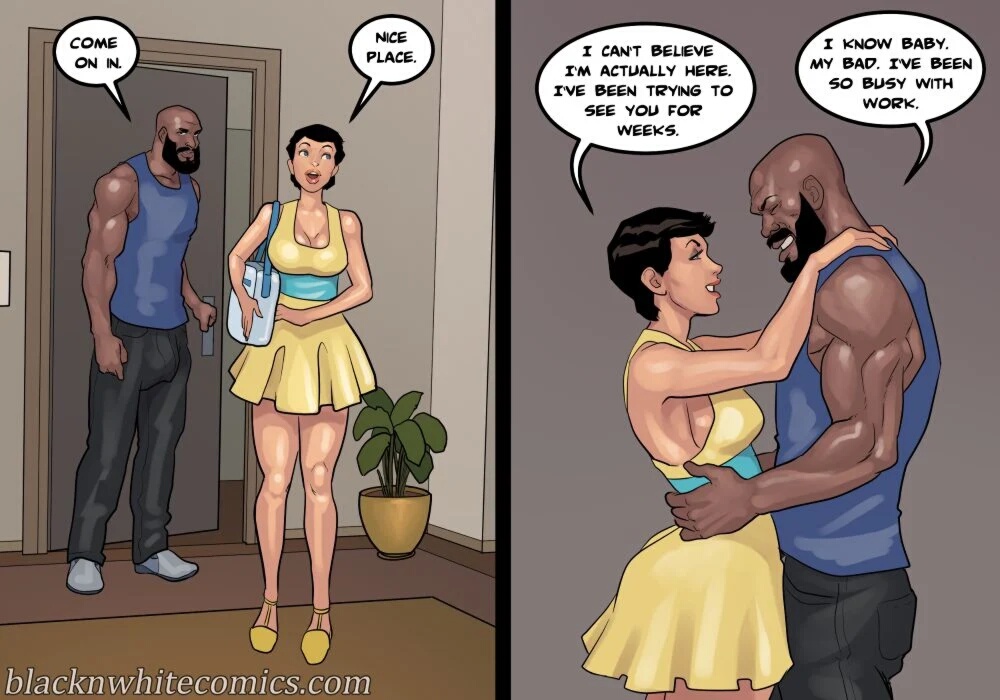 COME
ON IN.
NICE
PLACE.
I CAN'T BELIEVE
I'M ACTUALLY HERE.
I'VE BEEN TRYING TO
SEE YOU FOR
WEEKS.
I KNOW BABY.
MY BAD. I'VE BEEN
SO BUSY WITH
WORK.
blacknwhitecomics.com